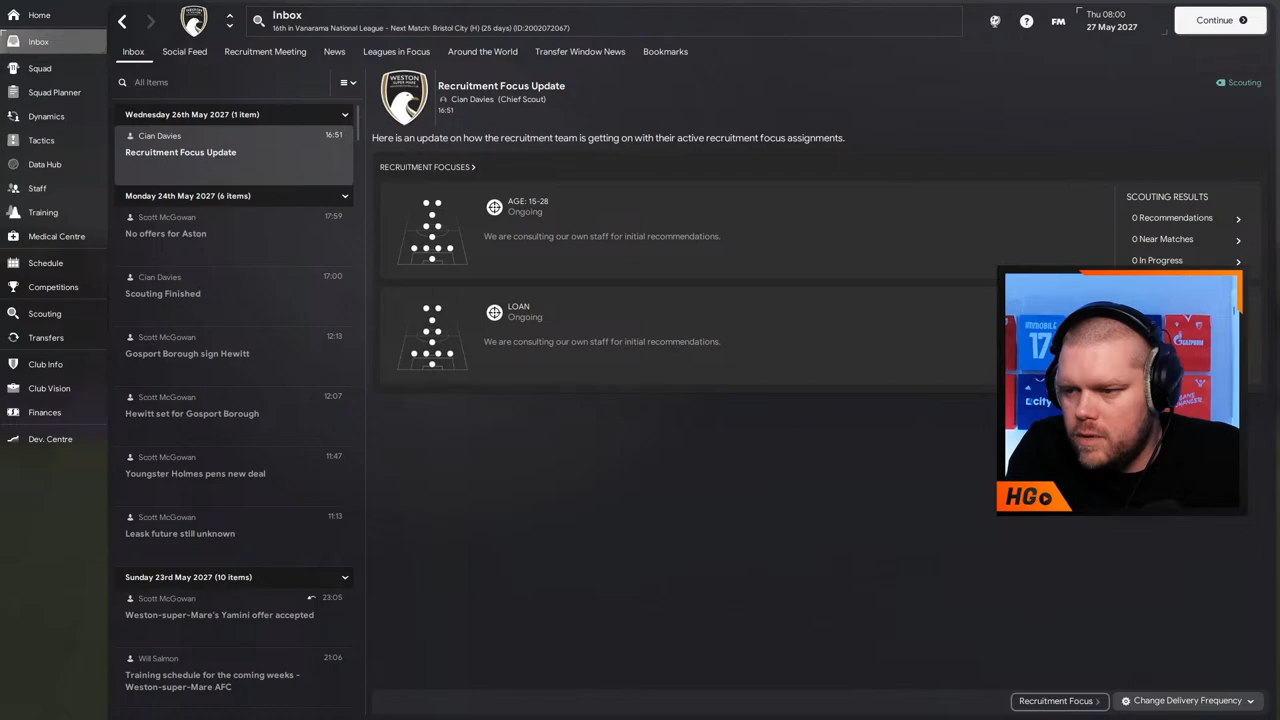 Home
Inbox
Squad
Squad Planner
Dynamics
Tactics
Data Hub
Staff
Training
Medical Centre
Schedule
Competitions
Scouting
Transfers
Club Info
Club Vision
Finances
Dev. Centre
Inbox
16th in Vanarama National League - Next Match: Bristol City (H) (25 days) (ID:2002072067)
FM
Thu 08:00
27 May 2027
Continue
Inbox
Social Feed
Recruitment Meeting
News
Leagues in Focus
Around the World
Transfer Window News
Bookmarks
All Items
Wednesday 26th May 2027 (1 item)
Cian Davies 16:51
Recruitment Focus Update
Monday 24th May 2027 (6 items)
Scott McGowan 17:59
No offers for Aston
Cian Davies 17:00
Scouting Finished
Scott McGowan 12:13
Gosport Borough sign Hewitt
Scott McGowan 12:07
Hewitt set for Gosport Borough
Scott McGowan 11:47
Youngster Holmes pens new deal
Scott McGowan 11:13
Leask future still unknown
Sunday 23rd May 2027 (10 items)
Scott McGowan 23:05
Weston-super-Mare's Yamini offer accepted
Will Salmon 21:06
Training schedule for the coming weeks -
Weston-super-Mare AFC
WESTON
SUPER MARE
Recruitment Focus Update
Cian Davies (Chief Scout)
16:51
Scouting
Here is an update on how the recruitment team is getting on with their active recruitment focus assignments.
RECRUITMENT FOCUSES
AGE: 15-28
Ongoing
We are consulting our own staff for initial recommendations.
SCOUTING RESULTS
0 Recommendations
0 Near Matches
0 In Progress
LOAN
Ongoing
We are consulting our own staff for initial recommendations.
IMMOBILE
17
GAZPROM
city
HG
Recruitment Focus
Change Delivery Frequency